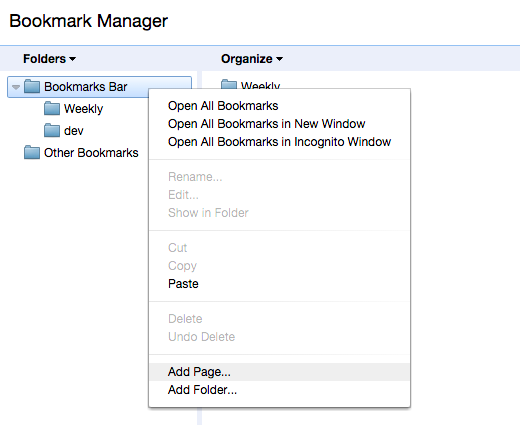 Bookmark Manager
Folders
Organize
Bookmarks Bar
Weekly
dev
Other Bookmarks
Weekly
Open All Bookmarks
Open All Bookmarks in New Window
Open All Bookmarks in Incognito Window
Rename...
Edit...
Show in Folder
Cut
Copy
Paste
Delete
Undo Delete
Add Page...
Add Folder...